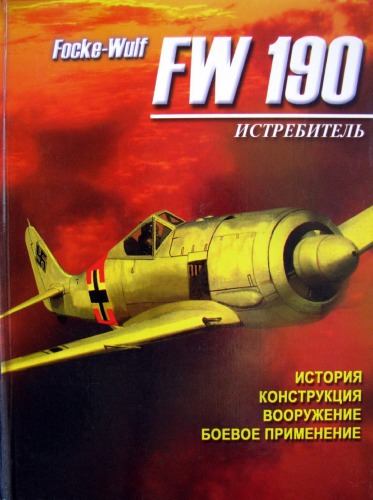 Focke-Wulf
FW 190
ИСТРЕБИТЕЛЬ
ИСТОРИЯ
КОНСТРУКЦИЯ
ВООРУЖЕНИЕ
БОЕВОЕ ПРИМЕНЕНИЕ